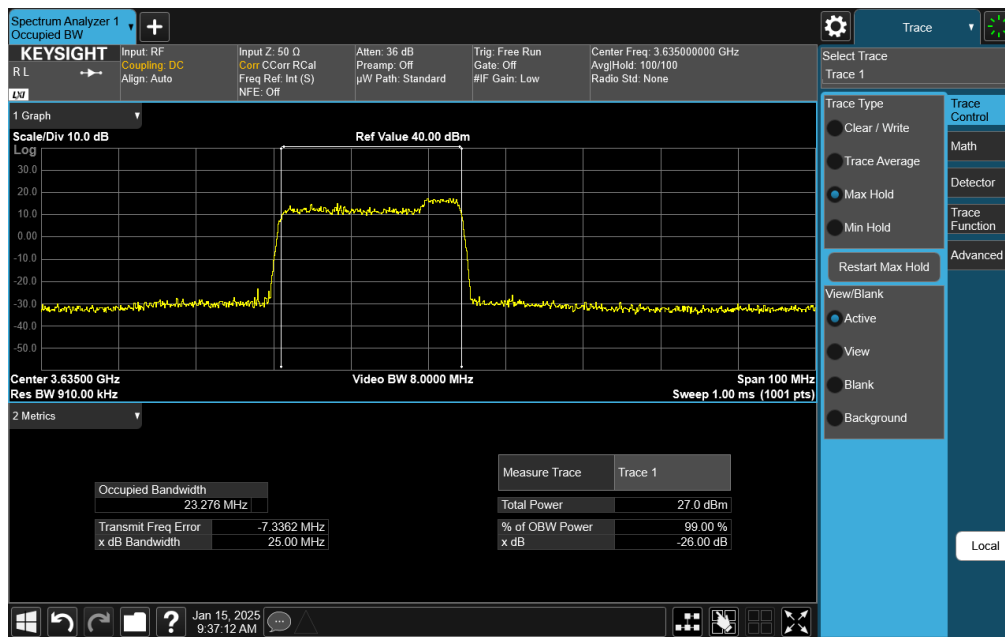 Spectrum Analyzer 1
Occupied BW
Trace
KEYSIGHT
R L
LXI
Input: RF
Coupling: DC
Align: Auto
Input Z: 50 Ω
Corr CCorr RCal
Freq Ref: Int (S)
NFE: Off
Atten: 36 dB
Preamp: Off
µW Path: Standard
Trig: Free Run
Gate: Off
#IF Gain: Low
Center Freq: 3.635000000 GHz
Avg|Hold: 100/100
Radio Std: None
Select Trace
Trace 1
1 Graph
Scale/Div 10.0 dB
Ref Value 40.00 dBm
Log
30.0
20.0
10.0
0.00
-10.0
-20.0
-30.0
-40.0
-50.0
Center 3.63500 GHz
Video BW 8.0000 MHz
Span 100 MHz
Res BW 910.00 kHz
Sweep 1.00 ms (1001 pts)
2 Metrics
Occupied Bandwidth
23.276 MHz
Transmit Freq Error -7.3362 MHz
x dB Bandwidth 25.00 MHz
Measure Trace Trace 1
Total Power 27.0 dBm
% of OBW Power 99.00 %
x dB -26.00 dB
Trace Type
Clear / Write
Trace Average
Max Hold
Min Hold
Restart Max Hold
View/Blank
Active
View
Blank
Background
Trace
Control
Math
Detector
Trace
Function
Advanced
Local
?
Jan 15, 2025
9:37:12 AM